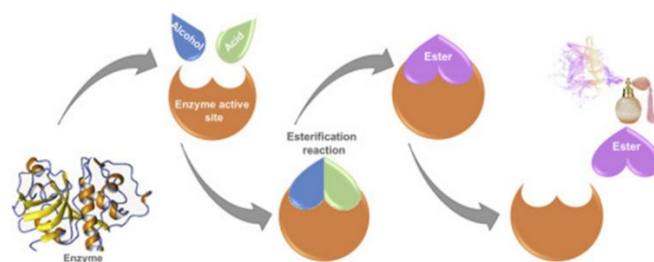 Alcohol
Acid
Enzyme active
site
Enzyme
Esterification
reaction
Ester
Ester